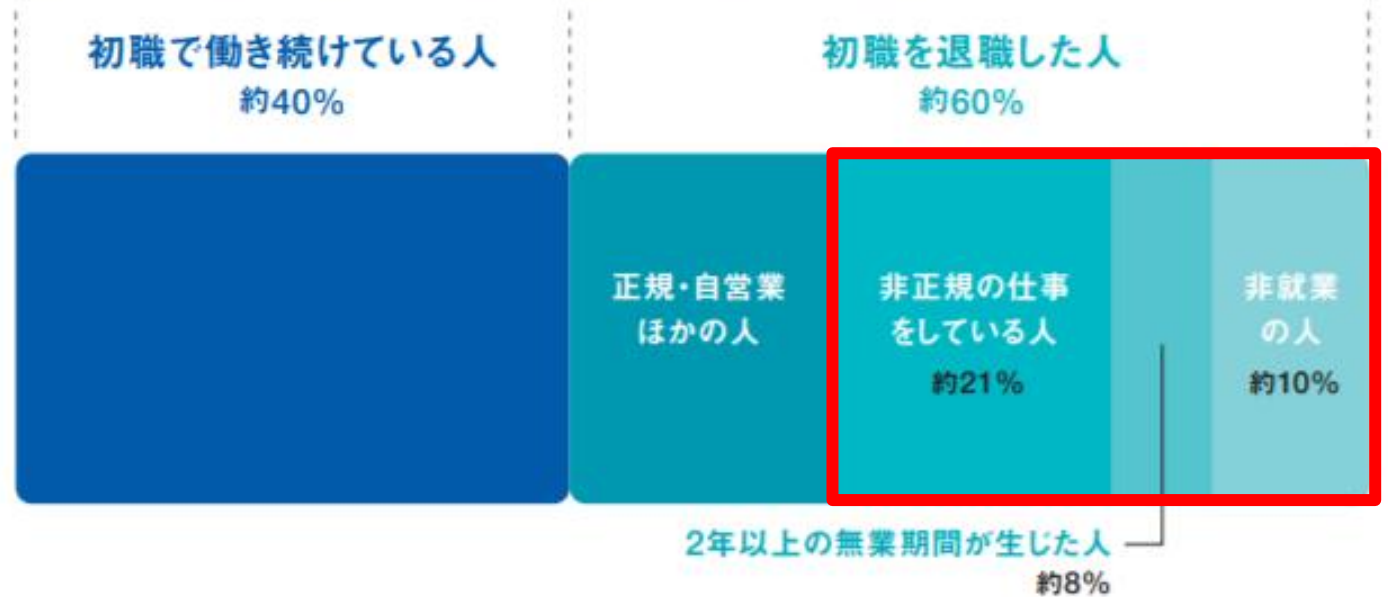 初職で働き続けている人
約40%
初職を退職した人
約60%
正規・自営業
ほかの人
非正規の仕事
をしている人
約21%
非就業
の人
約10%
2年以上の無業期間が生じた人
約8%